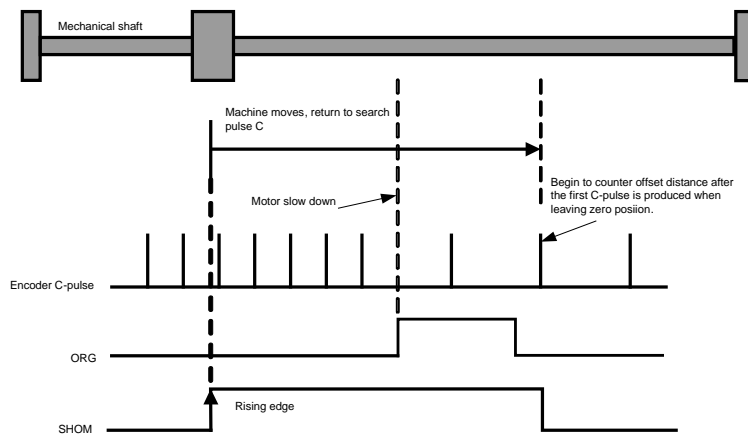 Mechanical shaft
Machine moves, return to search
pulse C
Motor slow down
Begin to counter offset distance after
the first C-pulse is produced when
leaving zero posiion.
Encoder C-pulse
ORG
Rising edge
SHOM